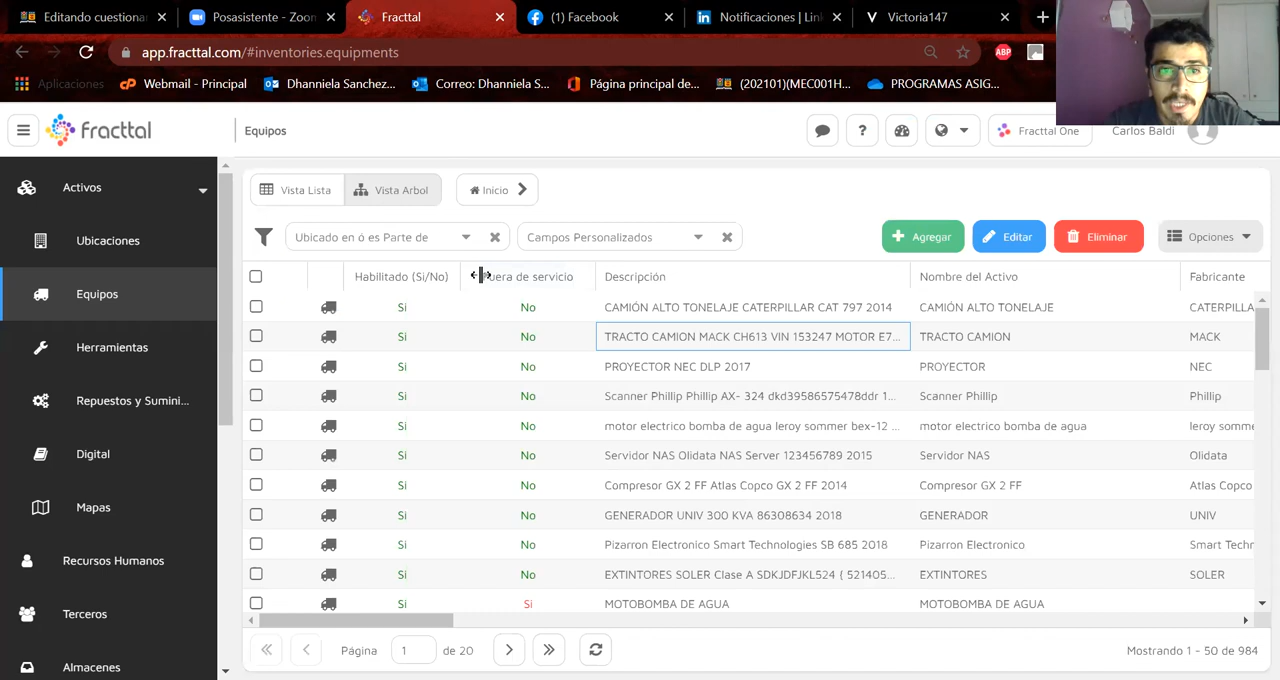 Editando cuestionar
Posasistente - Zoom
Fracttal
(1) Facebook
in Notificaciones | Link
V Victoria147
app.fracttal.com/#inventories.equipments
ABP
Aplicaciones
Webmail - Principal
Dhanniela Sanchez...
Correo: Dhanniela S...
Página principal de...
(202101)(MEC001H...
PROGRAMAS ASIG...
fracttal
Equipos
Fracttal One
Carlos Baldi
Activos
Ubicaciones
Equipos
Herramientas
Repuestos y Sumini...
Digital
Mapas
Recursos Humanos
Terceros
Almacenes
Vista Lista
Vista Arbol
Inicio
Ubicado en ó es Parte de
Campos Personalizados
Agregar
Editar
Eliminar
Opciones
Habilitado (Si/No) Fuera de servicio Descripción Nombre del Activo Fabricante
Si No CAMIÓN ALTO TONELAJE CATERPILLAR CAT 797 2014 CAMIÓN ALTO TONELAJE CATERPILLA
Si No TRACTO CAMION MACK CH613 VIN 153247 MOTOR E7... TRACTO CAMION MACK
Si No PROYECTOR NEC DLP 2017 PROYECTOR NEC
Si No Scanner Phillip Phillip AX- 324 dkd39586575478ddr 1... Scanner Phillip Phillip
Si No motor electrico bomba de agua leroy sommer bex-12 ... motor electrico bomba de agua leroy somme
Si No Servidor NAS Olidata NAS Server 123456789 2015 Servidor NAS Olidata
Si No Compresor GX 2 FF Atlas Copco GX 2 FF 2014 Compresor GX 2 FF Atlas Copco
Si No GENERADOR UNIV 300 KVA 86308634 2018 GENERADOR UNIV
Si No Pizarron Electronico Smart Technologies SB 685 2018 Pizarron Electronico Smart Techn
Si No EXTINTORES SOLER Clase A SDKJDFJKL524 { 521405... EXTINTORES SOLER
Si Si MOTOBOMBA DE AGUA MOTOBOMBA DE AGUA
Página 1 de 20
Mostrando 1 - 50 de 984